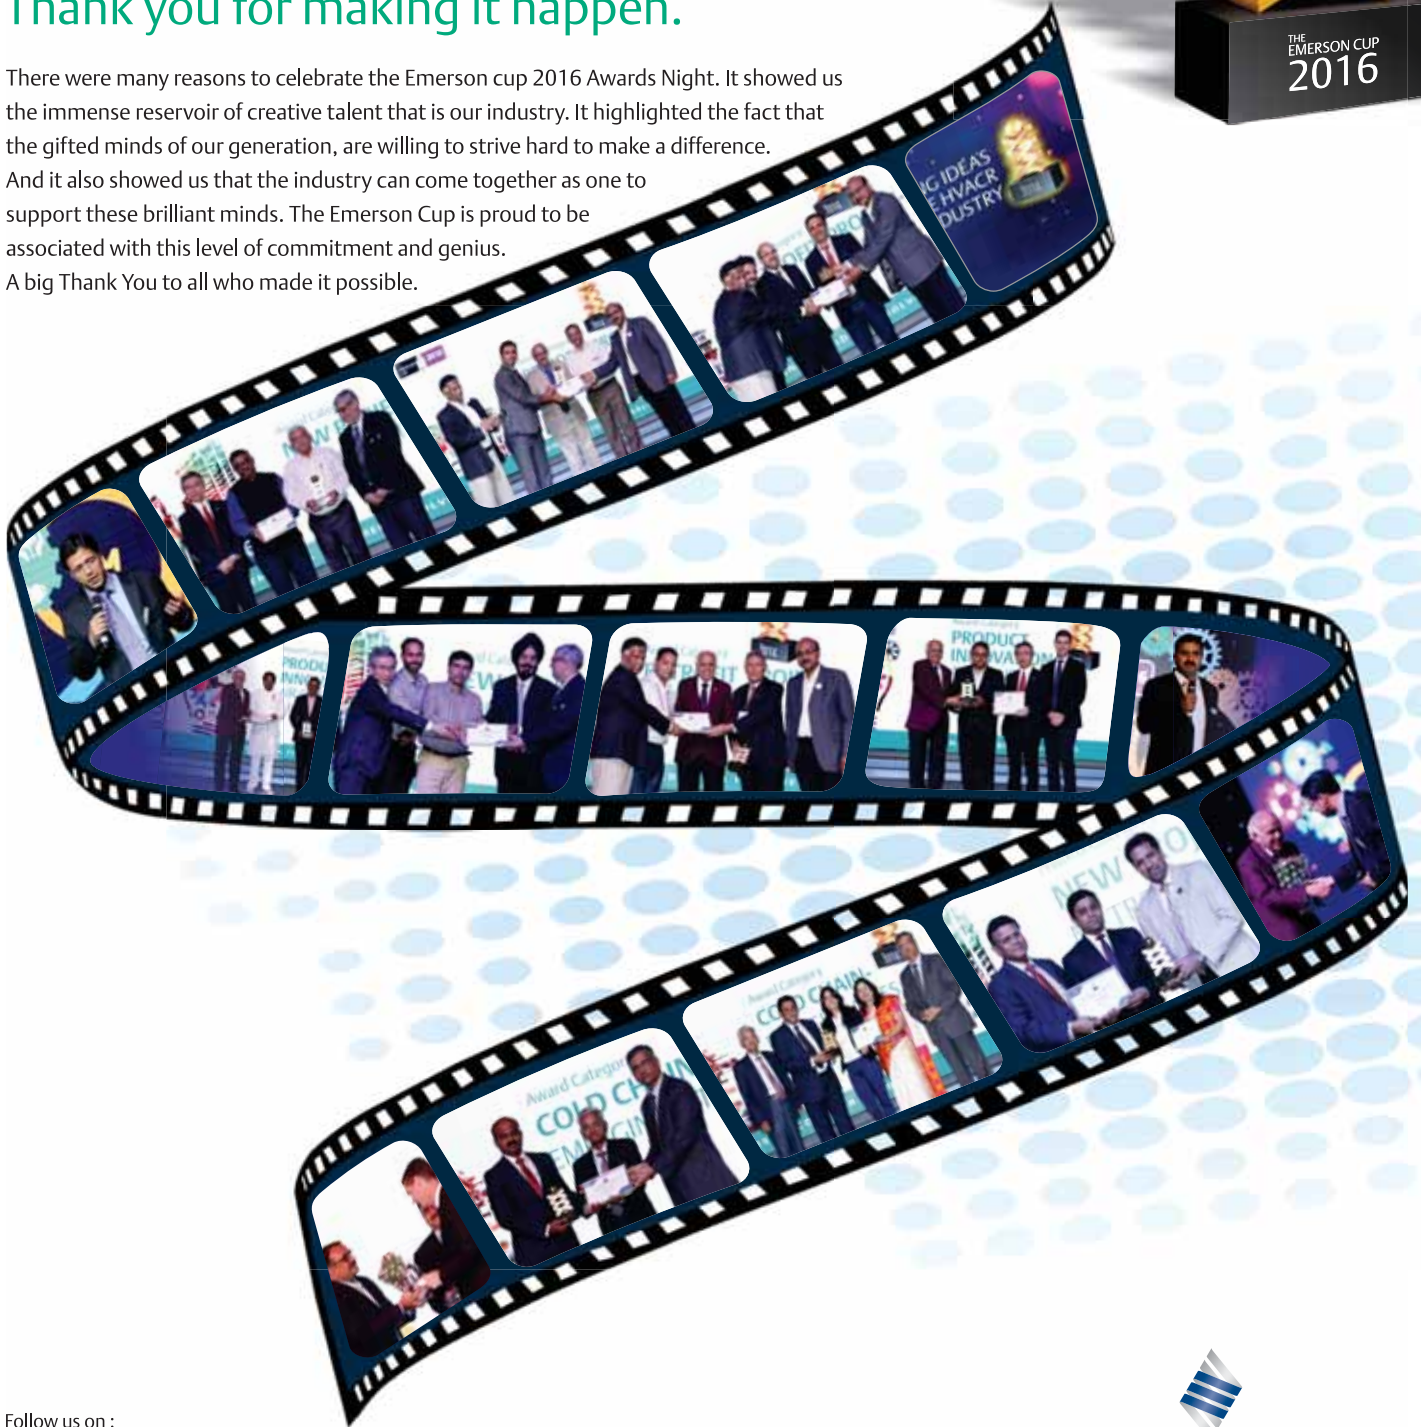 Thank you for making it happen.
THE
EMERSON CUP
2016
There were many reasons to celebrate the Emerson cup 2016 Awards Night. It showed us
the immense reservoir of creative talent that is our industry. It highlighted the fact that
the gifted minds of our generation, are willing to strive hard to make a difference.
And it also showed us that the industry can come together as one to
support these brilliant minds. The Emerson Cup is proud to be
associated with this level of commitment and genius.
A big Thank You to all who made it possible.
IDEAS
HVACR
DUSTRY
NEW
PRODUCT
INNOVATION
NEW
Award Category
COLD CHAIN-
Award Category
COLD CHAIN
Follow us on :